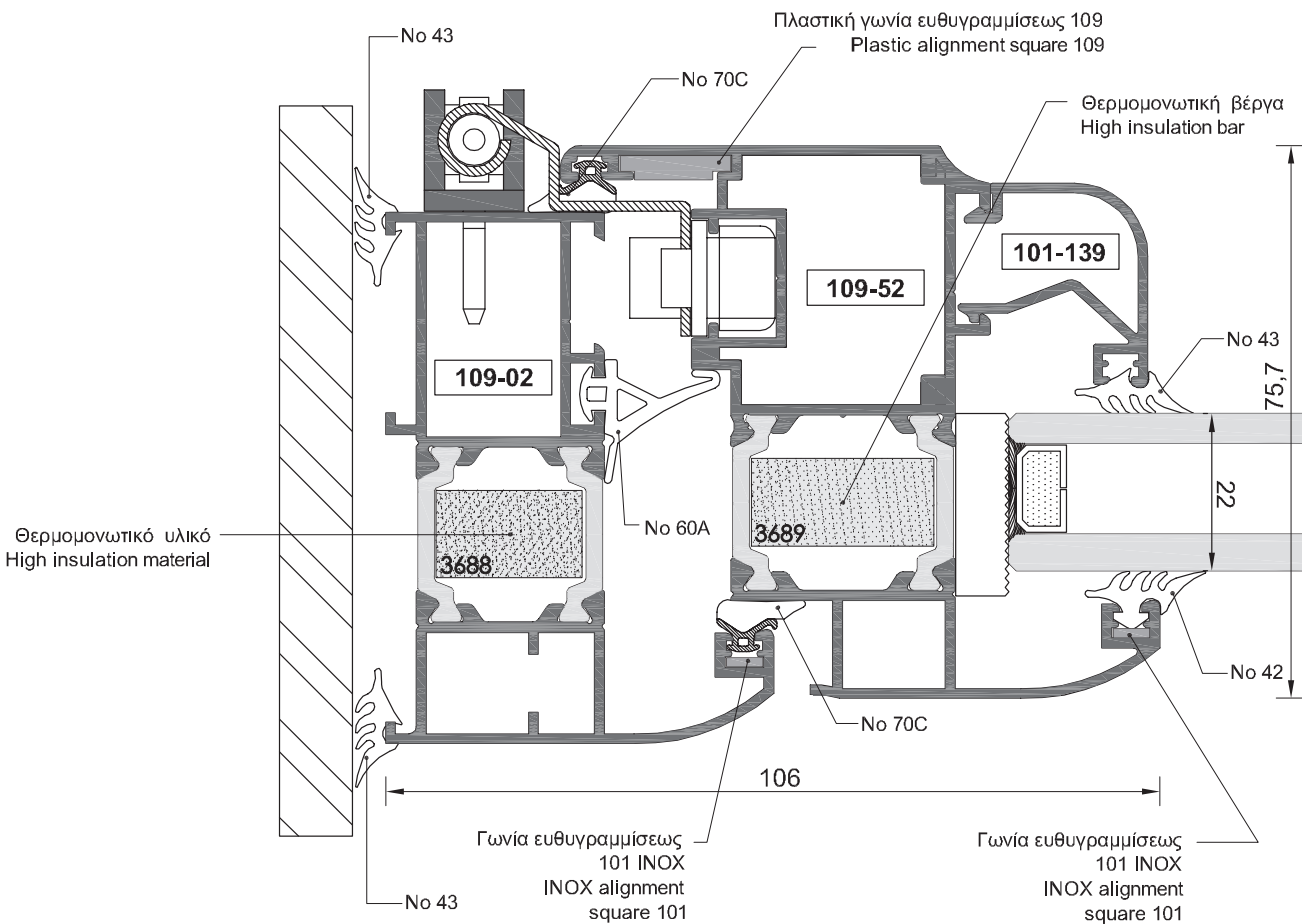 Πλαστική γωνία ευθυγραμμίσεως 109
Plastic alignment square 109
No 43
No 70C
Θερμομονωτική βέργα
High insulation bar
101-139
109-52
No 43
109-02
75,7
22
Θερμομονωτικό υλικό
High insulation material
3688
No 60A
3689
No 42
No 70C
106
Γωνία ευθυγραμμίσεως
101 INOX
INOX alignment
square 101
Γωνία ευθυγραμμίσεως
101 INOX
INOX alignment
square 101
No 43